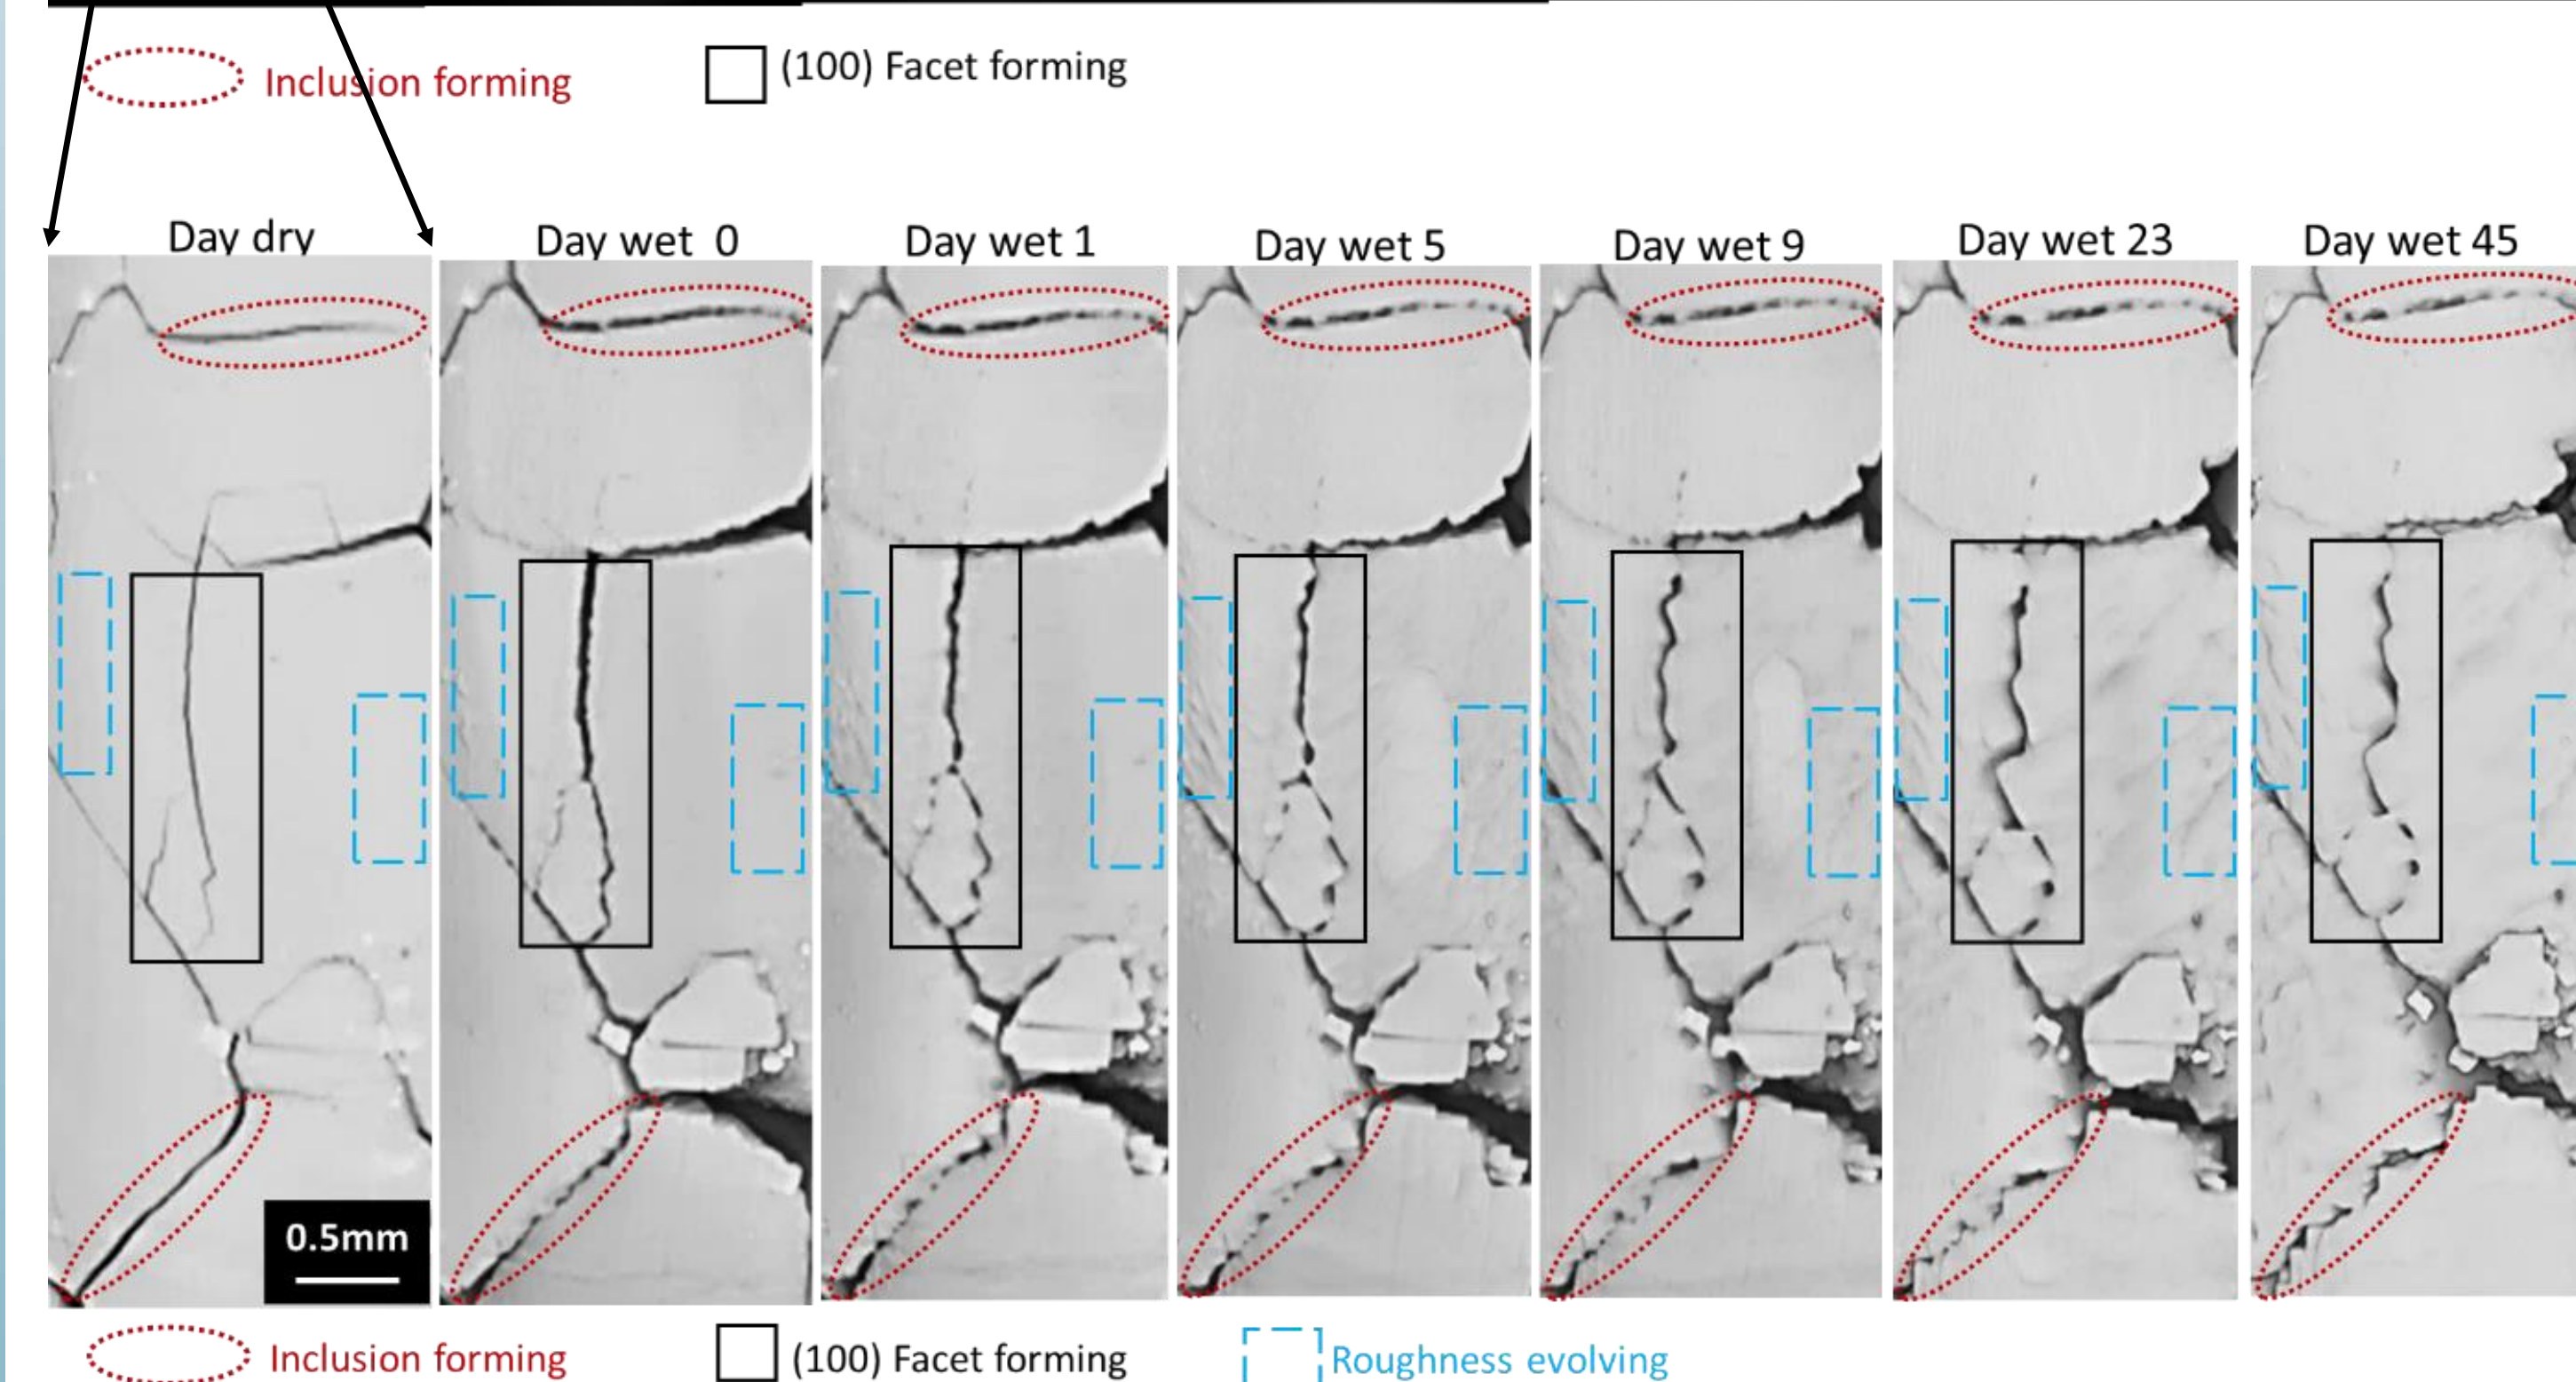 Inclusion forming
(100) Facet forming
Day dry
Day wet 0
Day wet 1
Day wet 5
Day wet 9
Day wet 23
Day wet 45
0.5mm
Inclusion forming
(100) Facet forming
Roughness evolving